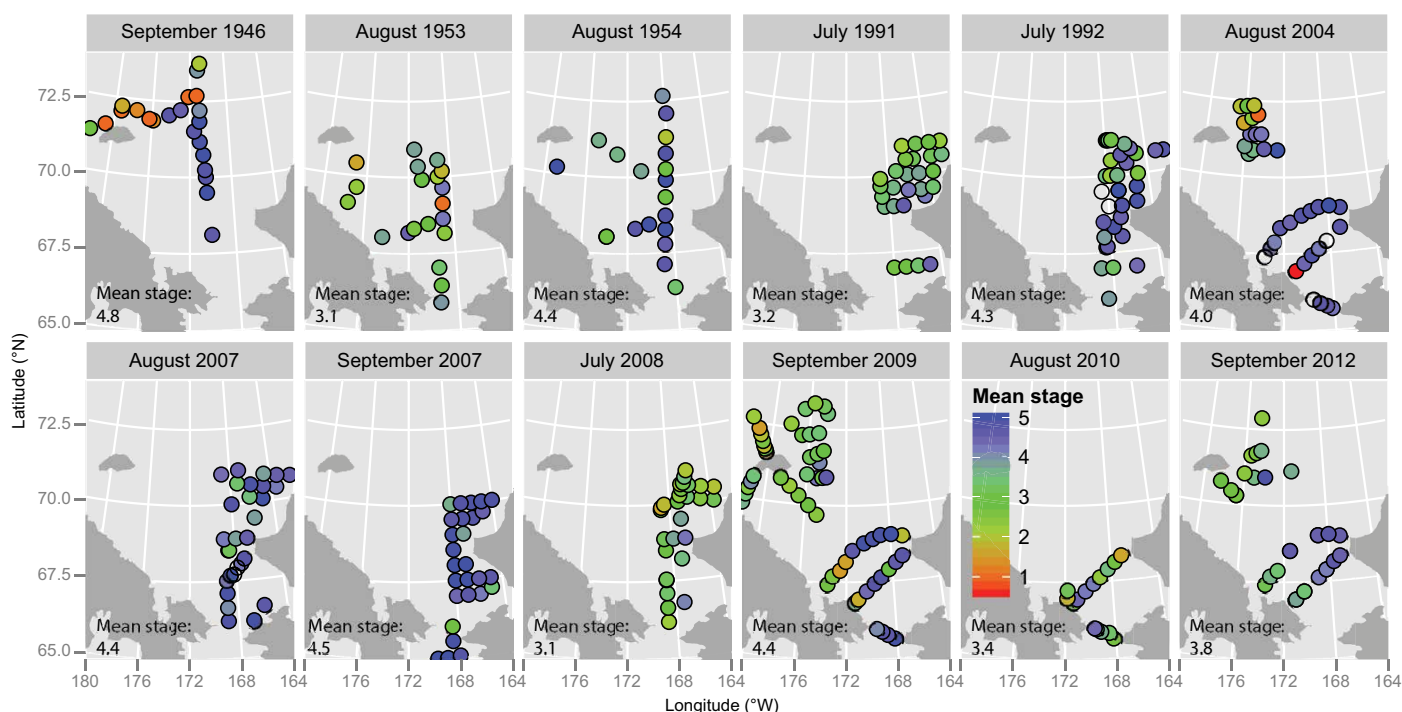 September 1946
August 1953
August 1954
July 1991
July 1992
August 2004
72.5
70.0
67.5
65.0
Mean stage:
4.8
Mean stage:
3.1
Mean stage:
4.4
Mean stage:
3.2
Mean stage:
4.3
Mean stage:
4.0
Latitude (°N)
August 2007
September 2007
July 2008
September 2009
August 2010
September 2012
72.5
70.0
67.5
65.0
Mean stage
5
4
3
2
1
Mean stage:
4.4
Mean stage:
4.5
Mean stage:
3.1
Mean stage:
4.4
Mean stage:
3.4
Mean stage:
3.8
180 176 172 168 164 176 172 168 164 176 172 168 164 176 172 168 164 176 172 168 164 176 172 168 164
Longitude (°W)